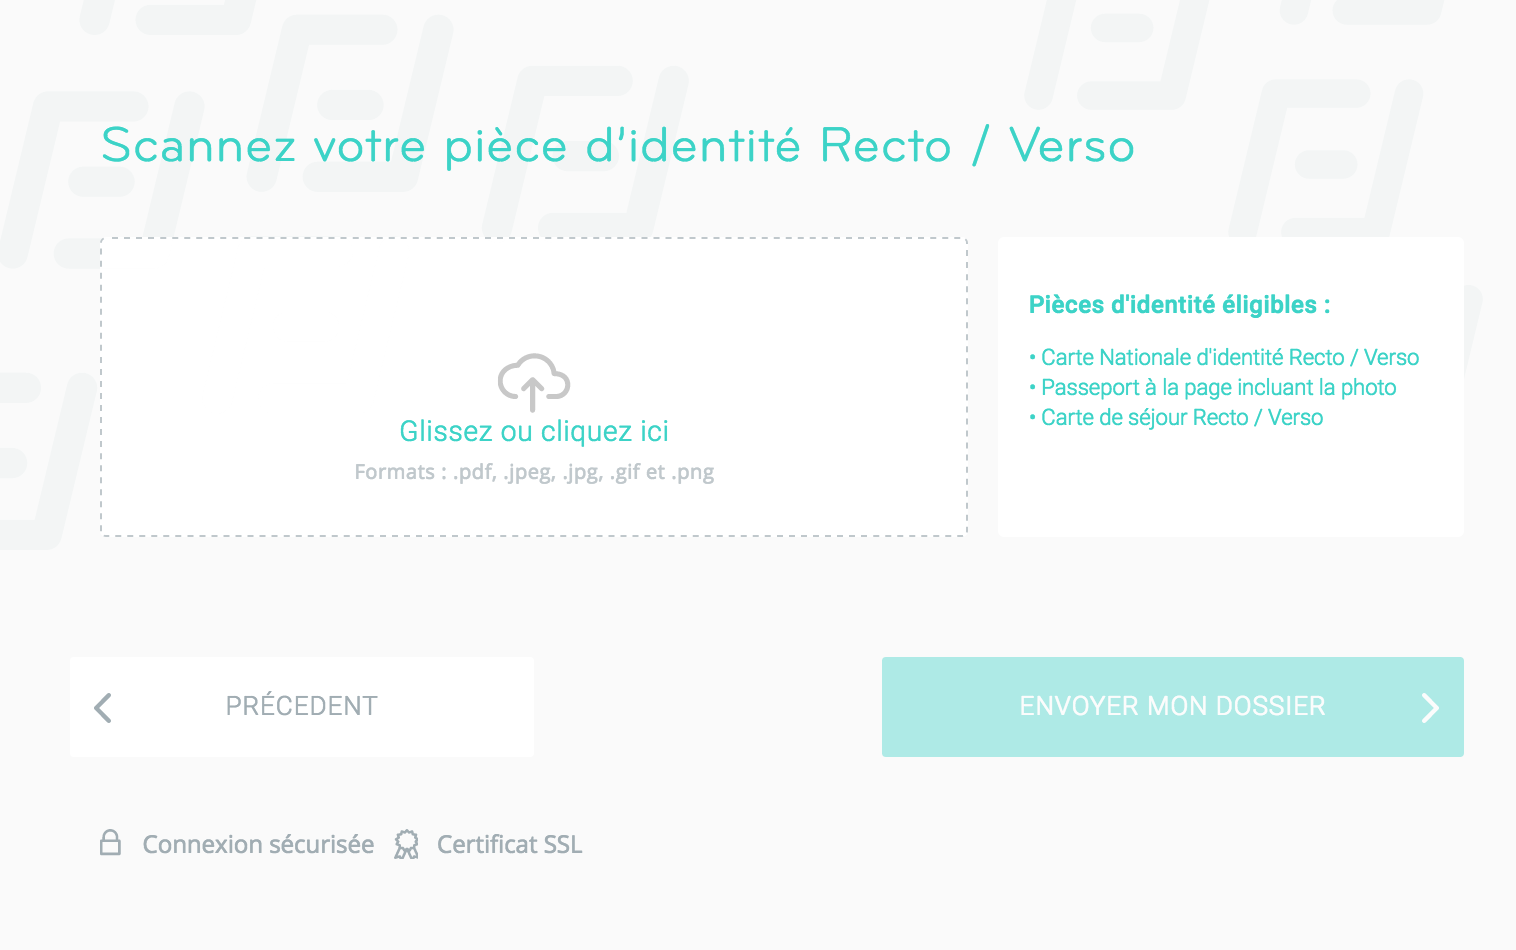 Scannez votre pièce d'identité Recto / Verso
Glissez ou cliquez ici
Formats : .pdf, .jpeg, .jpg, .gif et .png
Pièces d'identité éligibles :
• Carte Nationale d'identité Recto / Verso
• Passeport à la page incluant la photo
• Carte de séjour Recto / Verso
PRÉCEDENT
ENVOYER MON DOSSIER
Connexion sécurisée
Certificat SSL